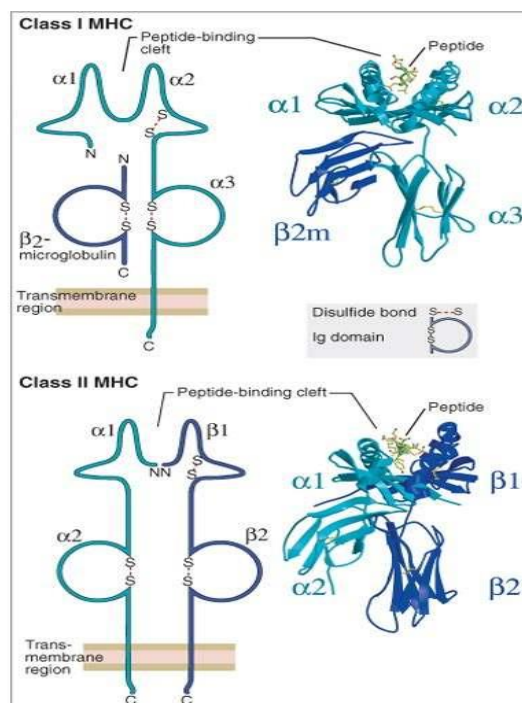 Class I MHC
Peptide-binding
cleft
Peptide
α1
α2
α1
α2
S
S
N
N
α3
S
S
S
S
β2-
microglobulin
C
β2m
α3
Transmembrane
region
C
Disulfide bond
S---S
Ig domain
S
S
Class II MHC
Peptide-binding cleft
Peptide
α1
β1
NN
S
S
α1
β1
α2
β2
S
S
S
S
α2
β2
Trans-
membrane
region
C
C